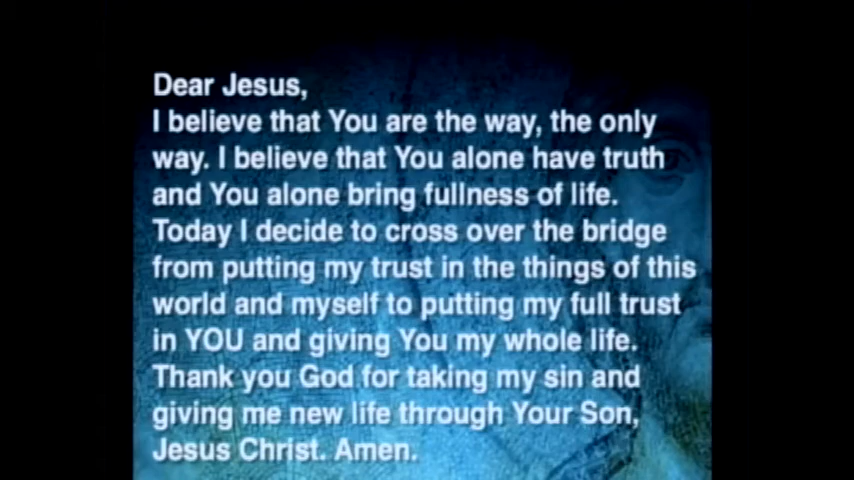 Dear Jesus,
I believe that You are the way, the only
way. I believe that You alone have truth
and You alone bring fullness of life.
Today I decide to cross over the bridge
from putting my trust in the things of this
world and myself to putting my full trust
in YOU and giving You my whole life.
Thank you God for taking my sin and
giving me new life through Your Son,
Jesus Christ. Amen.